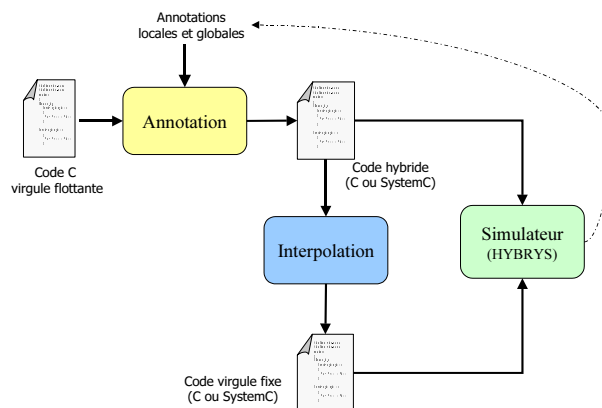 Annotations
locales et globales
Annotation
Code C
virgule flottante
Code hybride
(C ou SystemC)
Interpolation
Simulateur
(HYBRYS)
Code virgule fixe
(C ou SystemC)